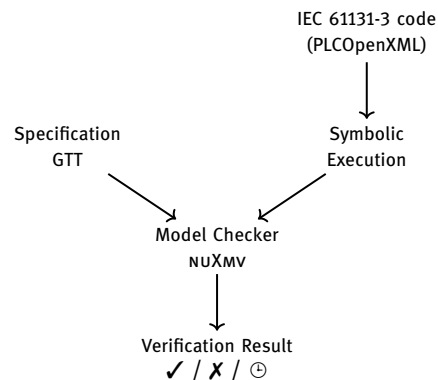 IEC 61131-3 code
(PLCOpenXML)
Specification
GTT
Symbolic
Execution
Model Checker
NUXMV
Verification Result
✓ / ✗ / 🕒